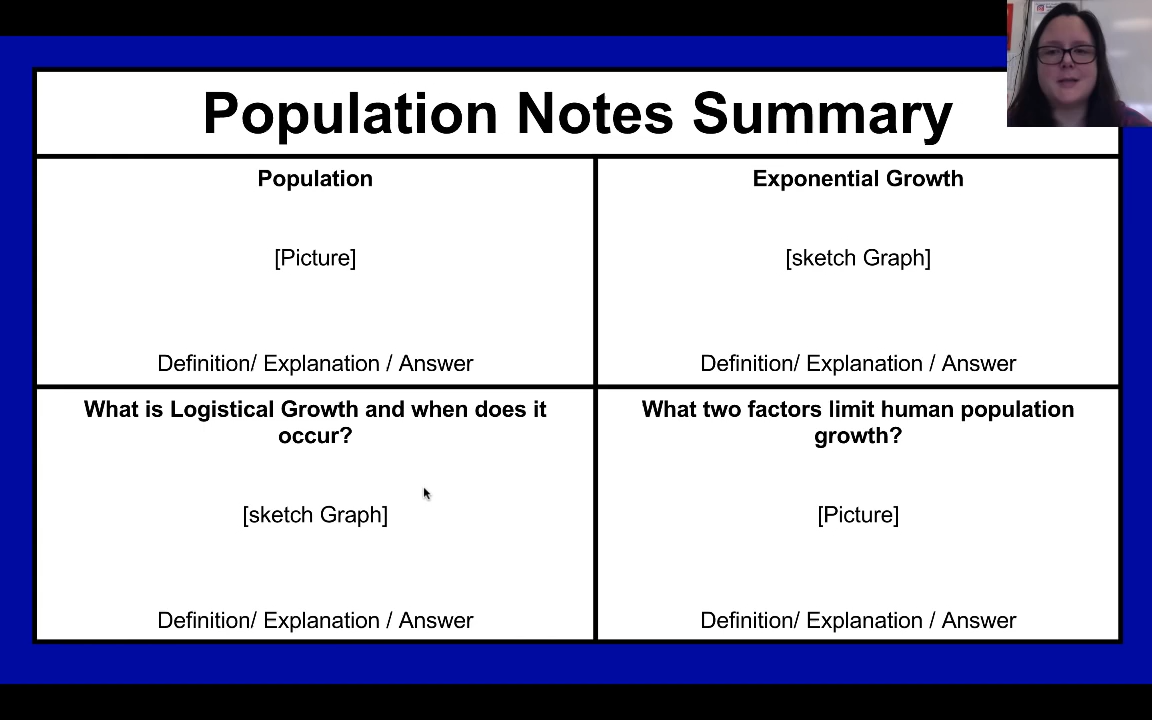 Population Notes Summary
Population
[Picture]
Definition/ Explanation / Answer
Exponential Growth
[sketch Graph]
Definition/ Explanation / Answer
What is Logistical Growth and when does it
occur?
[sketch Graph]
Definition/ Explanation / Answer
What two factors limit human population
growth?
[Picture]
Definition/ Explanation / Answer